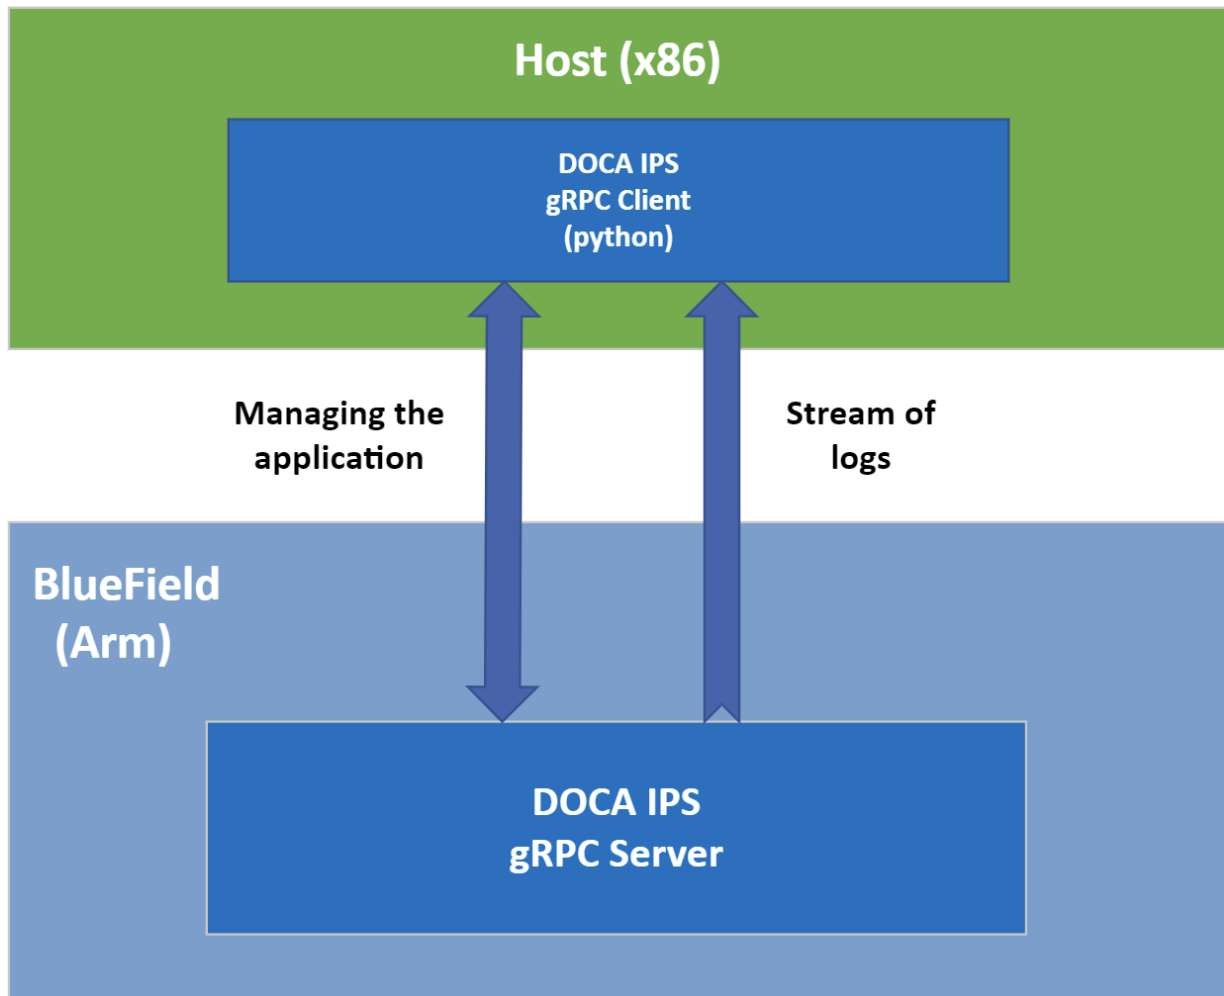 Host (x86)
DOCA IPS
gRPC Client
(python)
Managing the
application
Stream of
logs
BlueField
(Arm)
DOCA IPS
gRPC Server